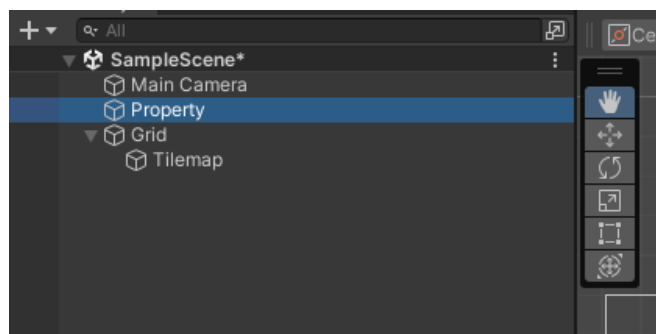 All
SampleScene*
Main Camera
Property
Grid
Tilemap
Ce